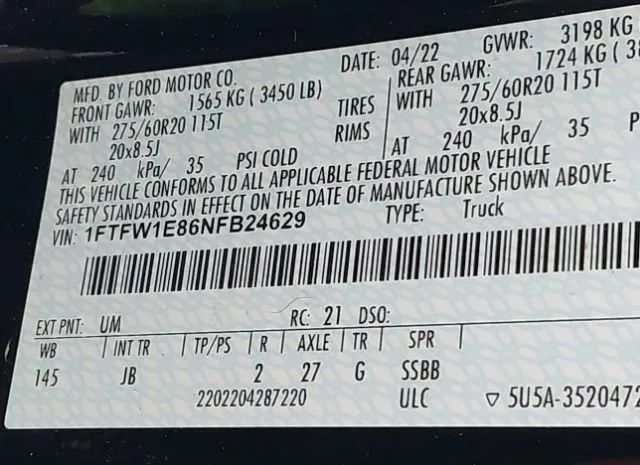 MFD. BY FORD MOTOR CO. DATE: 04/22 GVWR: 3198 KG
FRONT GAWR: 1565 KG ( 3450 LB) REAR GAWR: 1724 KG (
WITH 275/60R20 115T TIRES WITH 275/60R20 115T
20x8.5J RIMS 20x8.5J
AT 240 kPa/ 35 PSI COLD AT 240 kPa/ 35 P
THIS VEHICLE CONFORMS TO ALL APPLICABLE FEDERAL MOTOR VEHICLE
SAFETY STANDARDS IN EFFECT ON THE DATE OF MANUFACTURE SHOWN ABOVE.
VIN: 1FTFW1E86NFB24629 TYPE: Truck
EXT PNT: UM RC: 21 DSO:
WB INT TR TP/PS R AXLE TR SPR
145 JB 2 27 G SSBB
2202204287220 ULC ▽ 5U5A-3520472